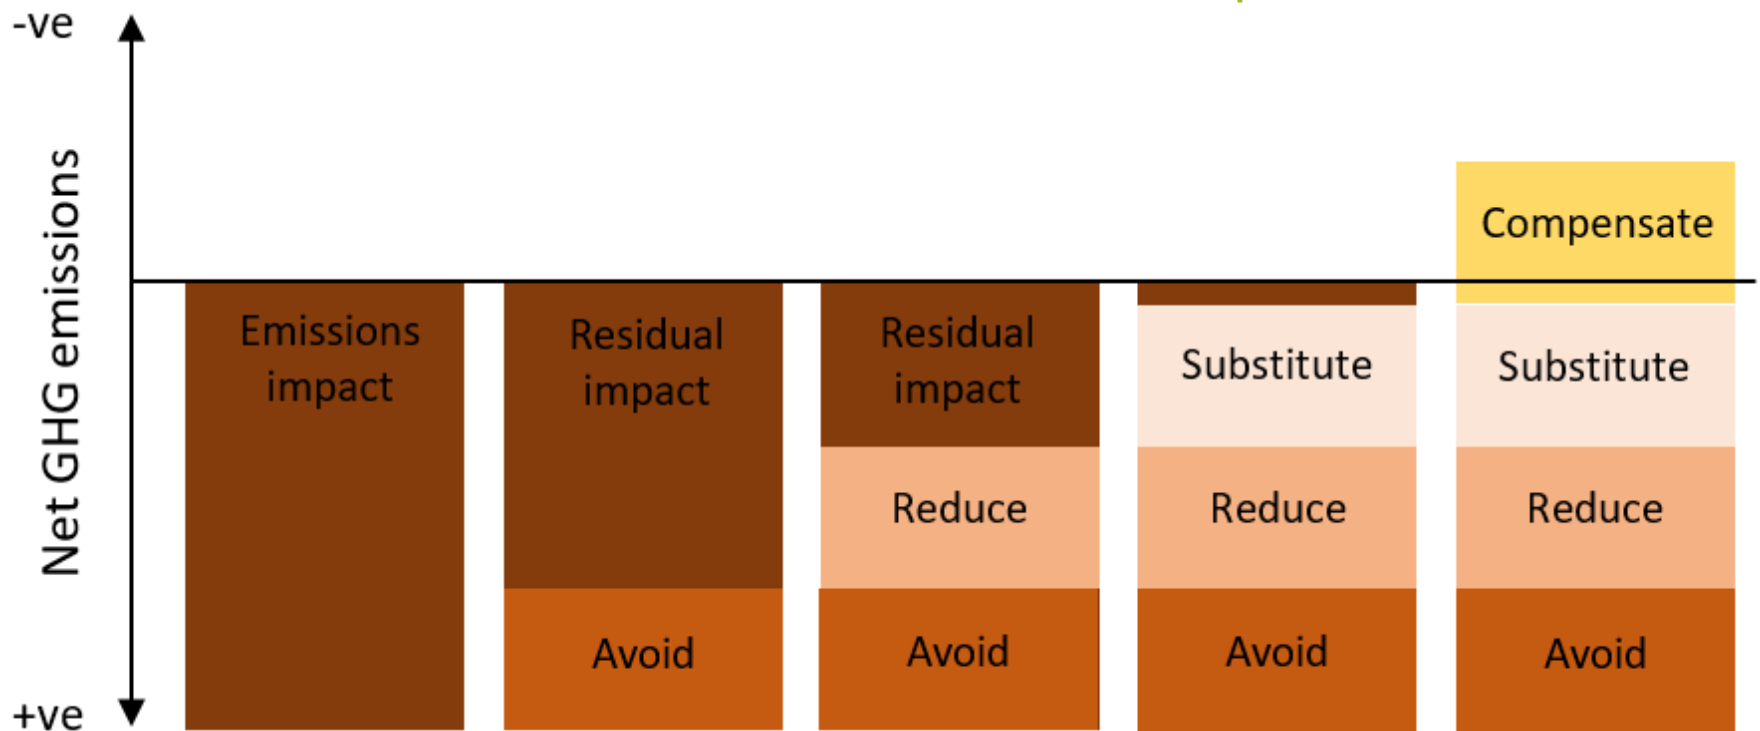 -ve
Net GHG emissions
+ve
Emissions
impact
Residual
impact
Avoid
Residual
impact
Reduce
Avoid
Substitute
Reduce
Avoid
Compensate
Substitute
Reduce
Avoid